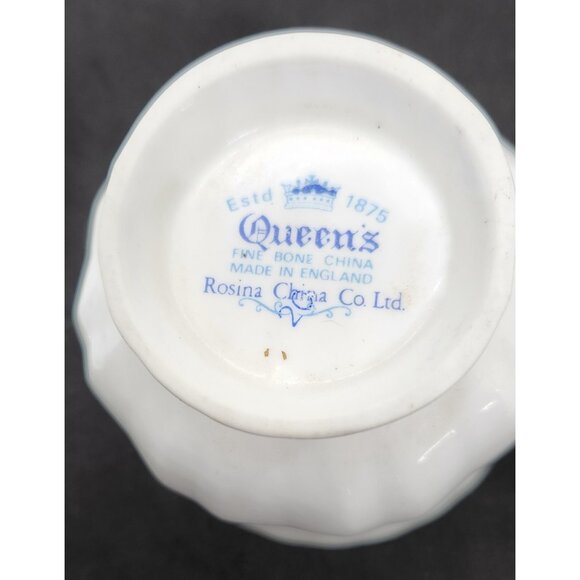 Estd 1875
Queen's
FINE BONE CHINA
MADE IN ENGLAND
Rosina China Co. Ltd.